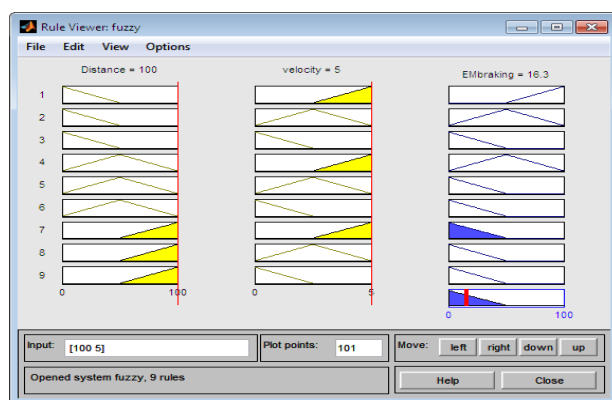 Rule Viewer: fuzzy
File Edit View Options
Distance = 100 velocity = 5 EMbraking = 16.3
1
2
3
4
5
6
7
8
9
0 100 0 5
0 100
Input: [100 5] Plot points: 101 Move: left right down up
Opened system fuzzy, 9 rules Help Close